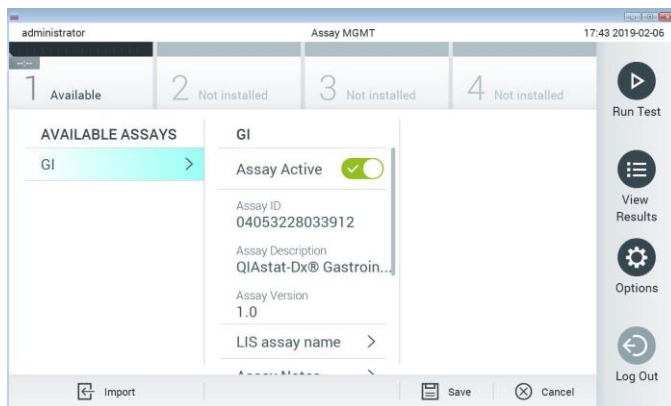 administrator Assay MGMT 17:43 2019-02-06
1 Available 2 Not installed 3 Not installed 4 Not installed
Run Test
AVAILABLE ASSAYS GI
GI Assay Active
Assay ID
04053228033912
View
Results
Assay Description
QIAstat-Dx® Gastroin...
Options
Assay Version
1.0
LIS assay name
Assay Notes
Log Out
Import Save Cancel